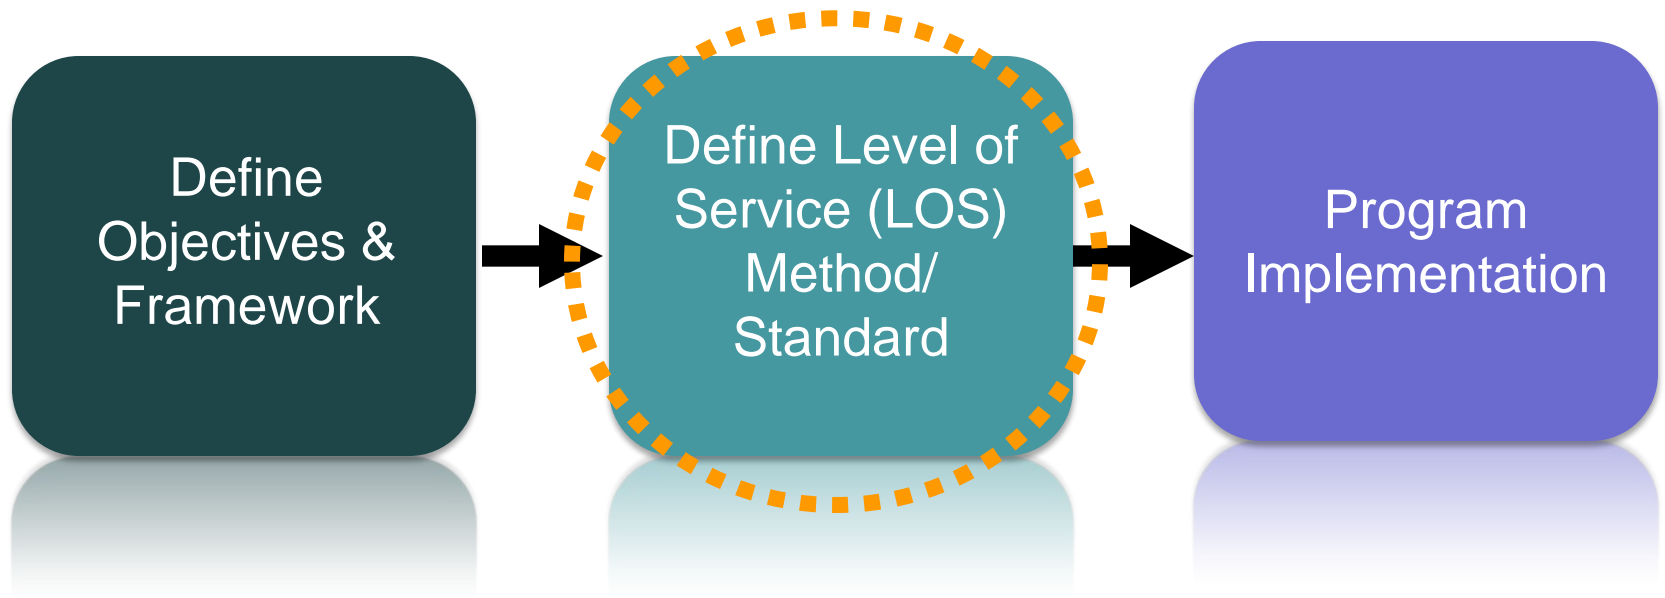 Define
Objectives &
Framework
Define Level of
Service (LOS)
Method/
Standard
Program
Implementation